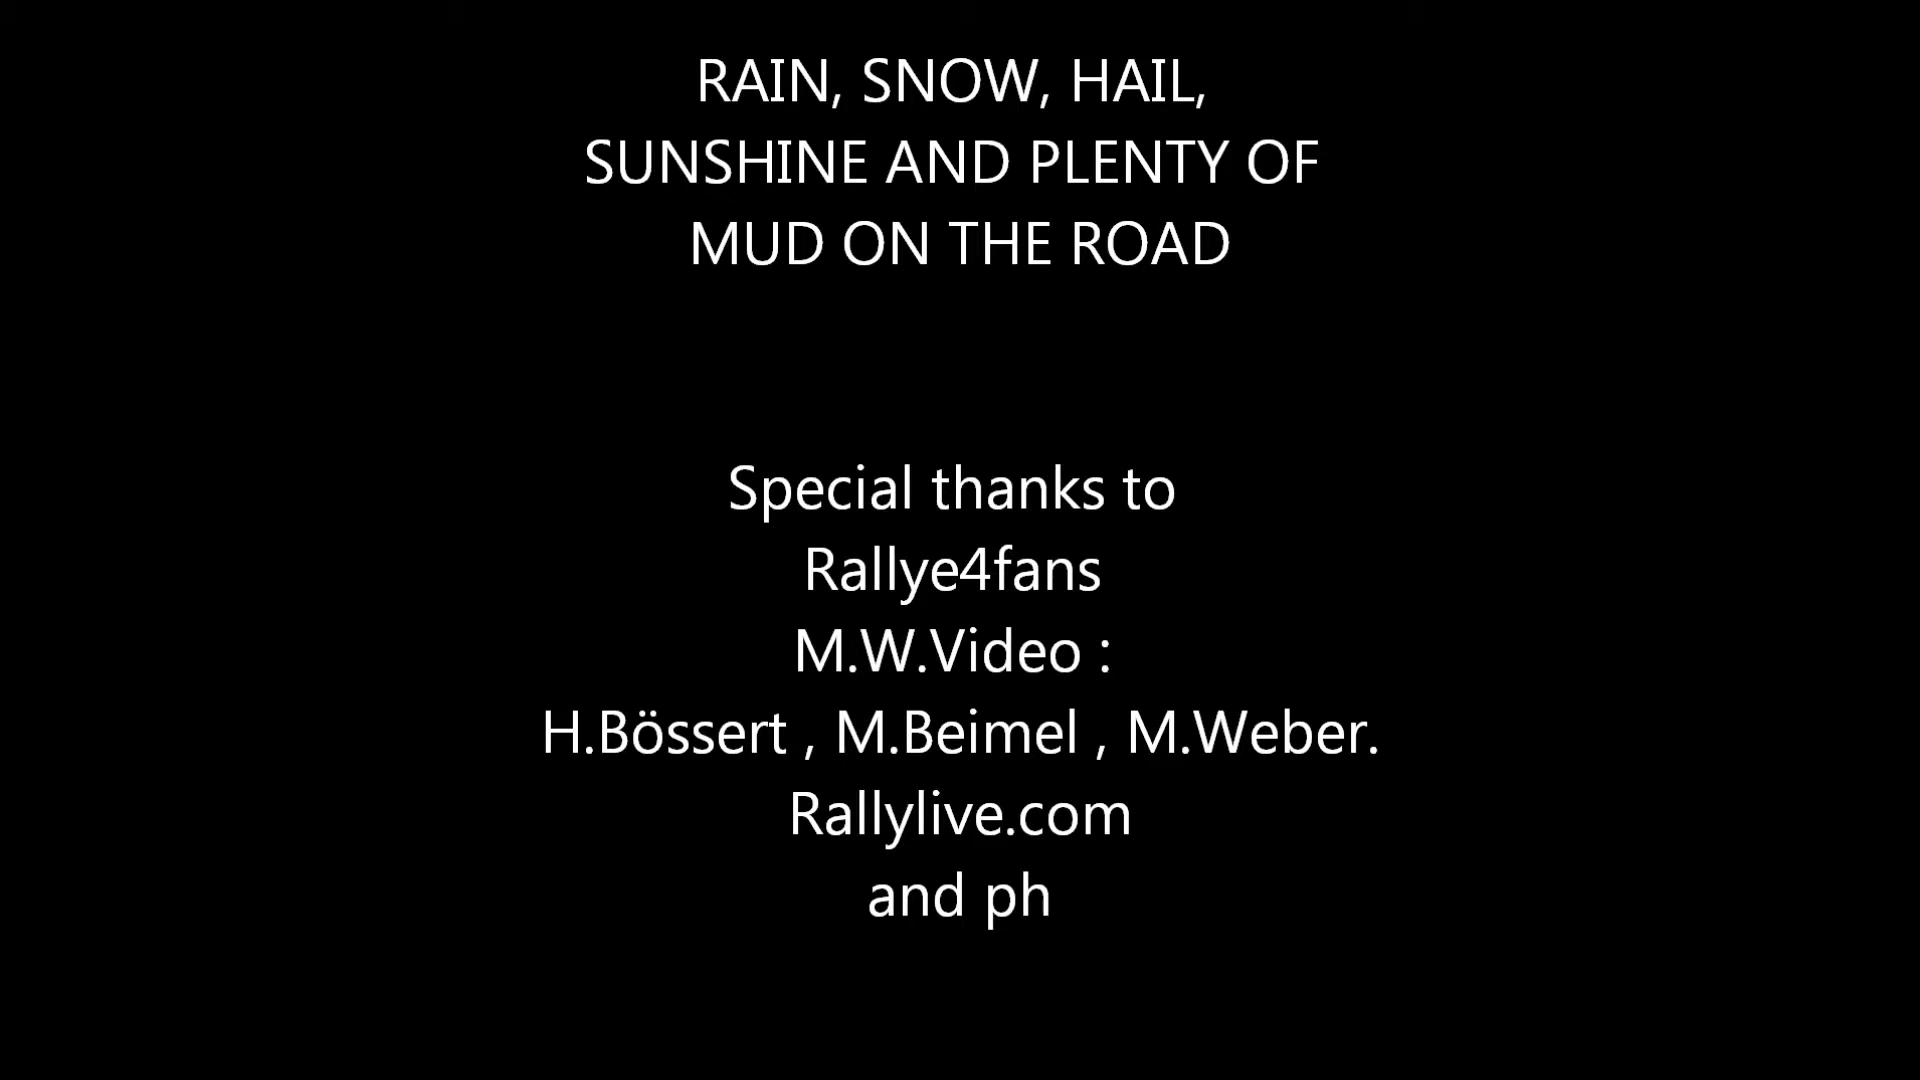 RAIN, SNOW, HAIL,
SUNSHINE AND PLENTY OF
MUD ON THE ROAD
Special thanks to
Rallye4fans
M.W.Video :
H.Bössert , M.Beimel , M.Weber.
Rallylive.com
and ph